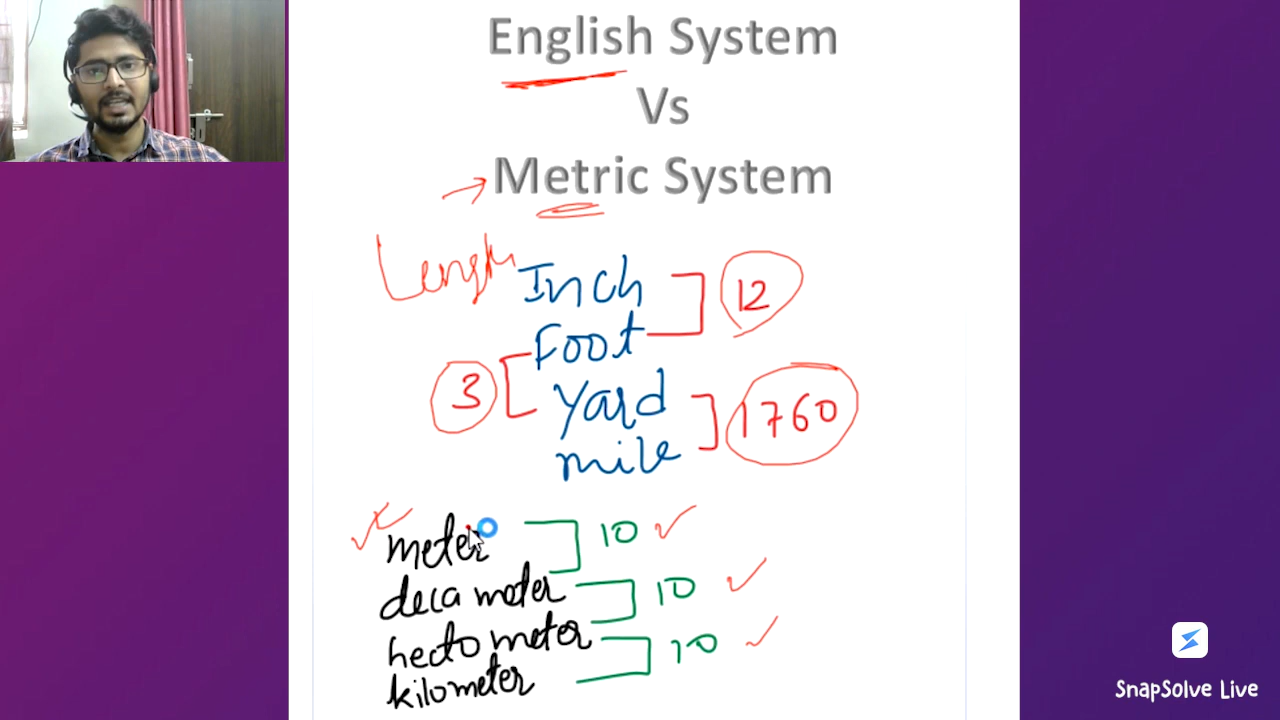 English System
Vs
Metric System
Length
Inch
12
Foot
3
Yard
1760
mile
meter
10
deca meter
10
hecto meter
10
kilometer
SnapSolve Live